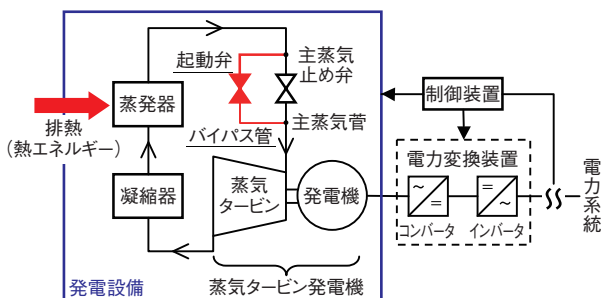 起動弁
主蒸気
止め弁
蒸発器
排熱
（熱エネルギー）
バイパス管
主蒸気菅
凝縮器
蒸気
タービン
発電機
制御装置
電力変換装置
～
＝
＝
～
コンバータ
インバータ
電力系統
発電設備
蒸気タービン発電機